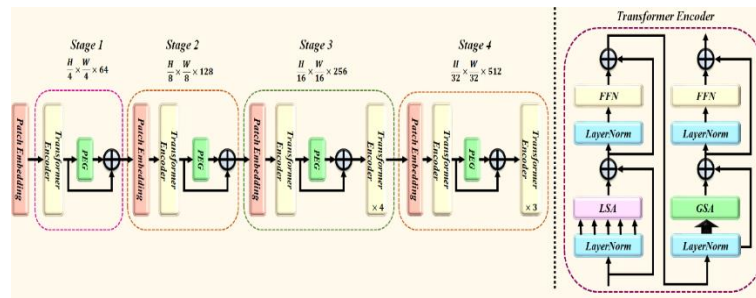 Stage 1
H/4 × W/4 × 64
Stage 2
H/8 × W/8 × 128
Stage 3
H/16 × W/16 × 256
Stage 4
H/32 × W/32 × 512
Patch Embedding
Transformer Encoder
PEG
Patch Embedding
Transformer Encoder
PEG
Patch Embedding
Transformer Encoder
PEG
Transformer Encoder
× 4
Patch Embedding
Transformer Encoder
PEG
Transformer Encoder
× 3
Transformer Encoder
FFN
LayerNorm
LSA
LayerNorm
FFN
LayerNorm
GSA
LayerNorm